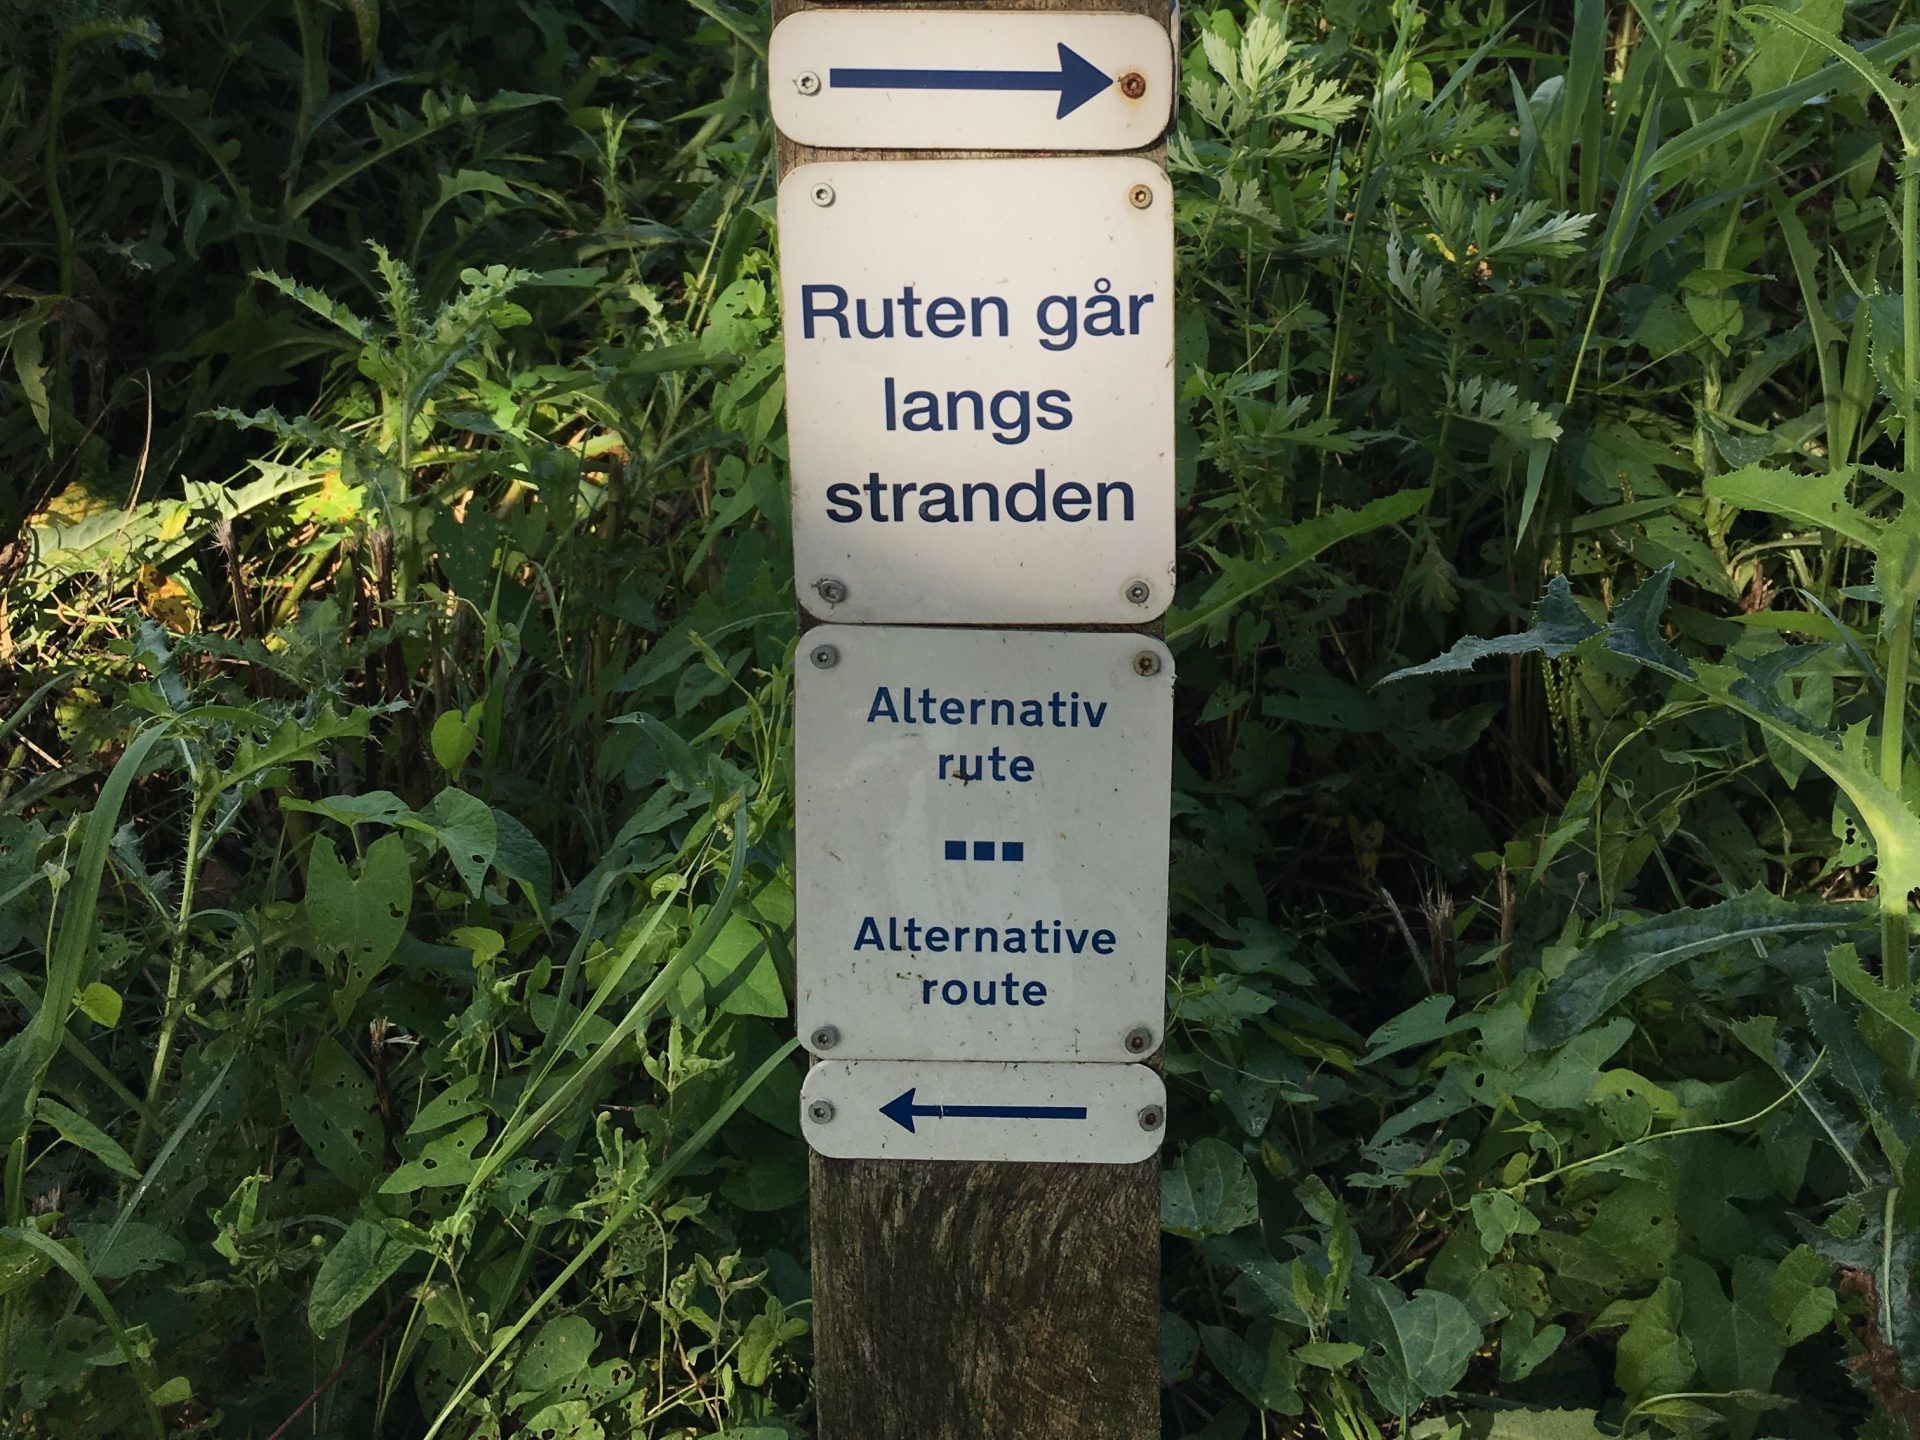 Ruten går
langs
stranden
Alternativ
rute
Alternative
route